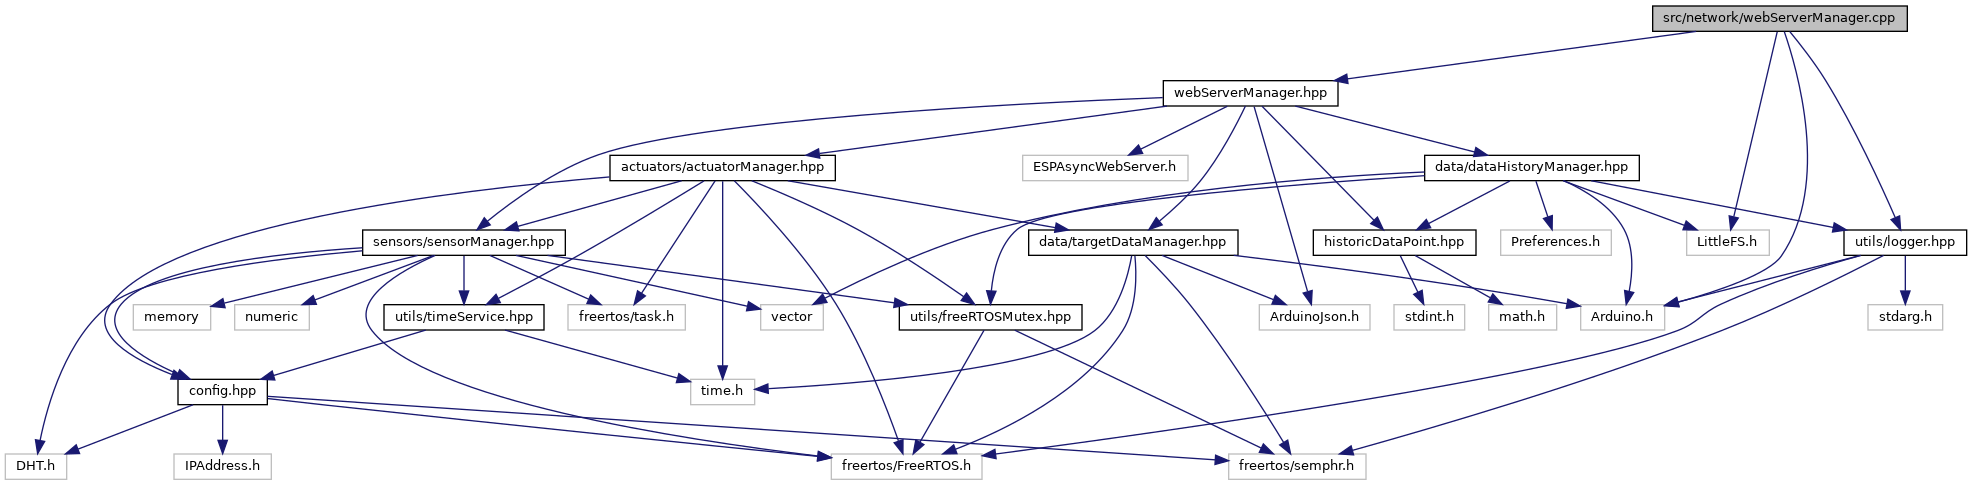 src/network/webServerManager.cpp
webServerManager.hpp
actuators/actuatorManager.hpp
ESPAsyncWebServer.h
data/dataHistoryManager.hpp
sensors/sensorManager.hpp
data/targetDataManager.hpp
historicDataPoint.hpp
Preferences.h
LittleFS.h
utils/logger.hpp
memory
numeric
utils/timeService.hpp
freertos/task.h
vector
utils/freeRTOSMutex.hpp
ArduinoJson.h
stdint.h
math.h
Arduino.h
stdarg.h
config.hpp
time.h
DHT.h
IPAddress.h
freertos/FreeRTOS.h
freertos/semphr.h